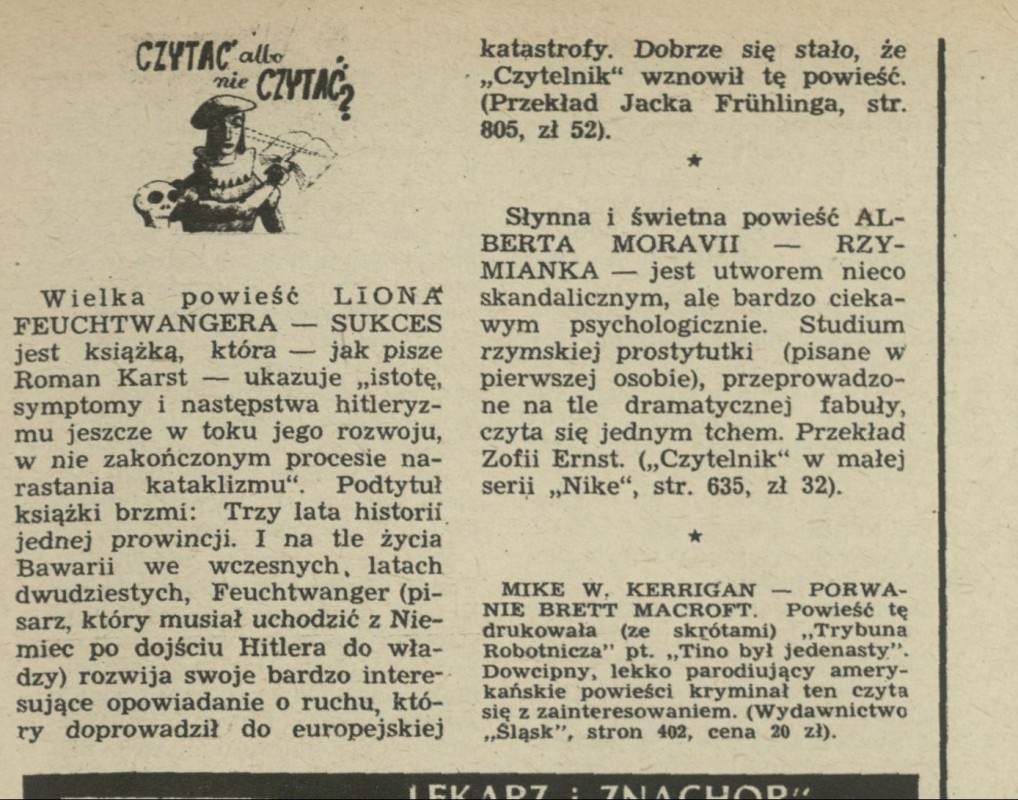 CZYTAĆ albo
nie CZYTAĆ?
Wielka powieść LIONA
FEUCHTWANGERA — SUKCES
jest książką, która — jak pisze
Roman Karst — ukazuje „istotę,
symptomy i następstwa hitleryz-
mu jeszcze w toku jego rozwoju,
w nie zakończonym procesie na-
rastania kataklizmu“. Podtytuł
książki brzmi: Trzy lata historii
jednej prowincji. I na tle życia
Bawarii we wczesnych latach
dwudziestych, Feuchtwanger (pi-
sarz, który musiał uchodzić z Nie-
miec po dojściu Hitlera do wła-
dzy) rozwija swoje bardzo intere-
sujące opowiadanie o ruchu, któ-
ry doprowadził do europejskiej
katastrofy. Dobrze się stało, że
„Czytelnik“ wznowił tę powieść.
(Przekład Jacka Frühlinga, str.
805, zł 52).
★
Słynna i świetna powieść AL-
BERTA MORAVII — RZY-
MIANKA — jest utworem nieco
skandalicznym, ale bardzo cieka-
wym psychologicznie. Studium
rzymskiej prostytutki (pisane w
pierwszej osobie), przeprowadzo-
ne na tle dramatycznej fabuły,
czyta się jednym tchem. Przekład
Zofii Ernst. („Czytelnik“ w małej
serii „Nike“, str. 635, zł 32).
★
MIKE W. KERRIGAN — PORWA-
NIE BRETT MACROFT. Powieść tę
drukowała (ze skrótami) „Trybuna
Robotnicza” pt. „Tino był jedenasty”.
Dowcipny, lekko parodiujący amery-
kańskie powieści kryminał ten czyta
się z zainteresowaniem. (Wydawnictwo
„Śląsk”, stron 402, cena 20 zł).
LEKARZ i ZNACHOR“